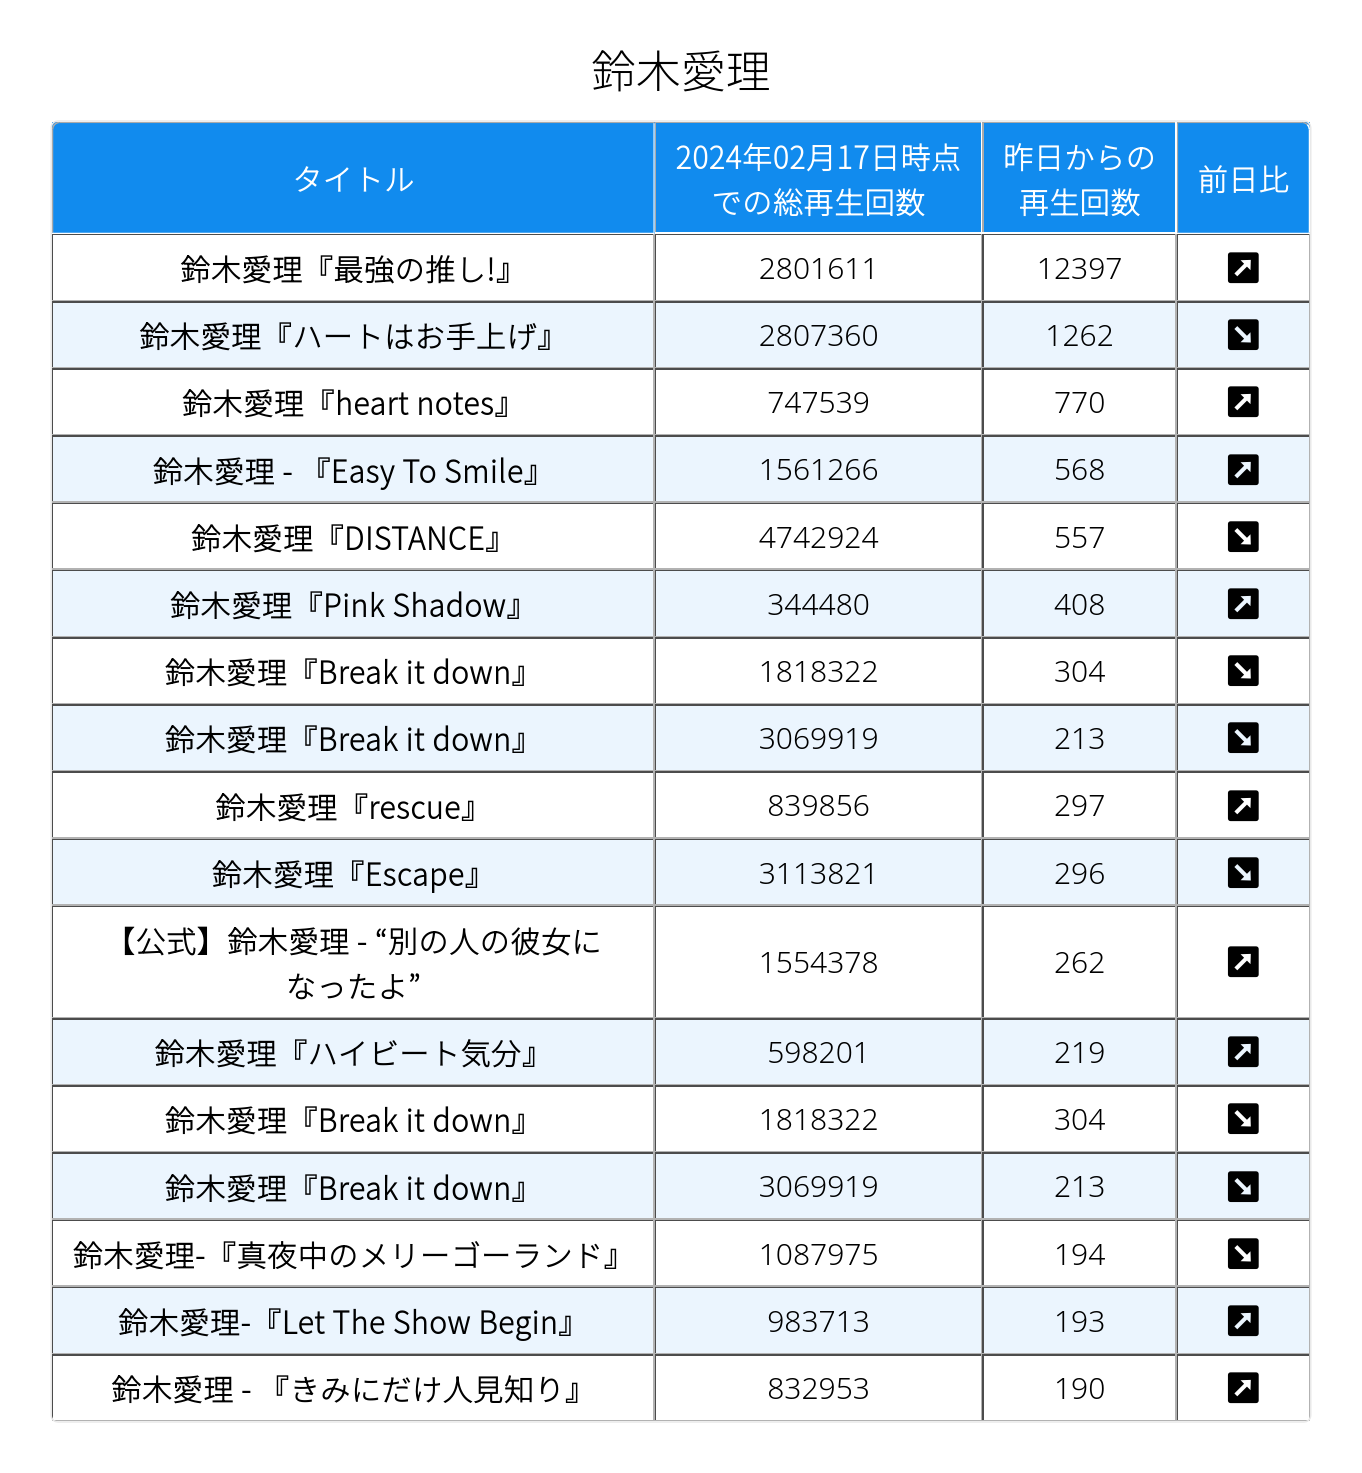 鈴木愛理
タイトル
2024年02月17日時点
での総再生回数
昨日からの
再生回数
前日比
鈴木愛理『最強の推し!』 2801611 12397
鈴木愛理『ハートはお手上げ』 2807360 1262
鈴木愛理『heart notes』 747539 770
鈴木愛理 - 『Easy To Smile』 1561266 568
鈴木愛理『DISTANCE』 4742924 557
鈴木愛理『Pink Shadow』 344480 408
鈴木愛理『Break it down』 1818322 304
鈴木愛理『Break it down』 3069919 213
鈴木愛理『rescue』 839856 297
鈴木愛理『Escape』 3113821 296
【公式】鈴木愛理 - “別の人の彼女に
なったよ” 1554378 262
鈴木愛理『ハイビート気分』 598201 219
鈴木愛理『Break it down』 1818322 304
鈴木愛理『Break it down』 3069919 213
鈴木愛理-『真夜中のメリーゴーランド』 1087975 194
鈴木愛理-『Let The Show Begin』 983713 193
鈴木愛理 - 『きみにだけ人見知り』 832953 190